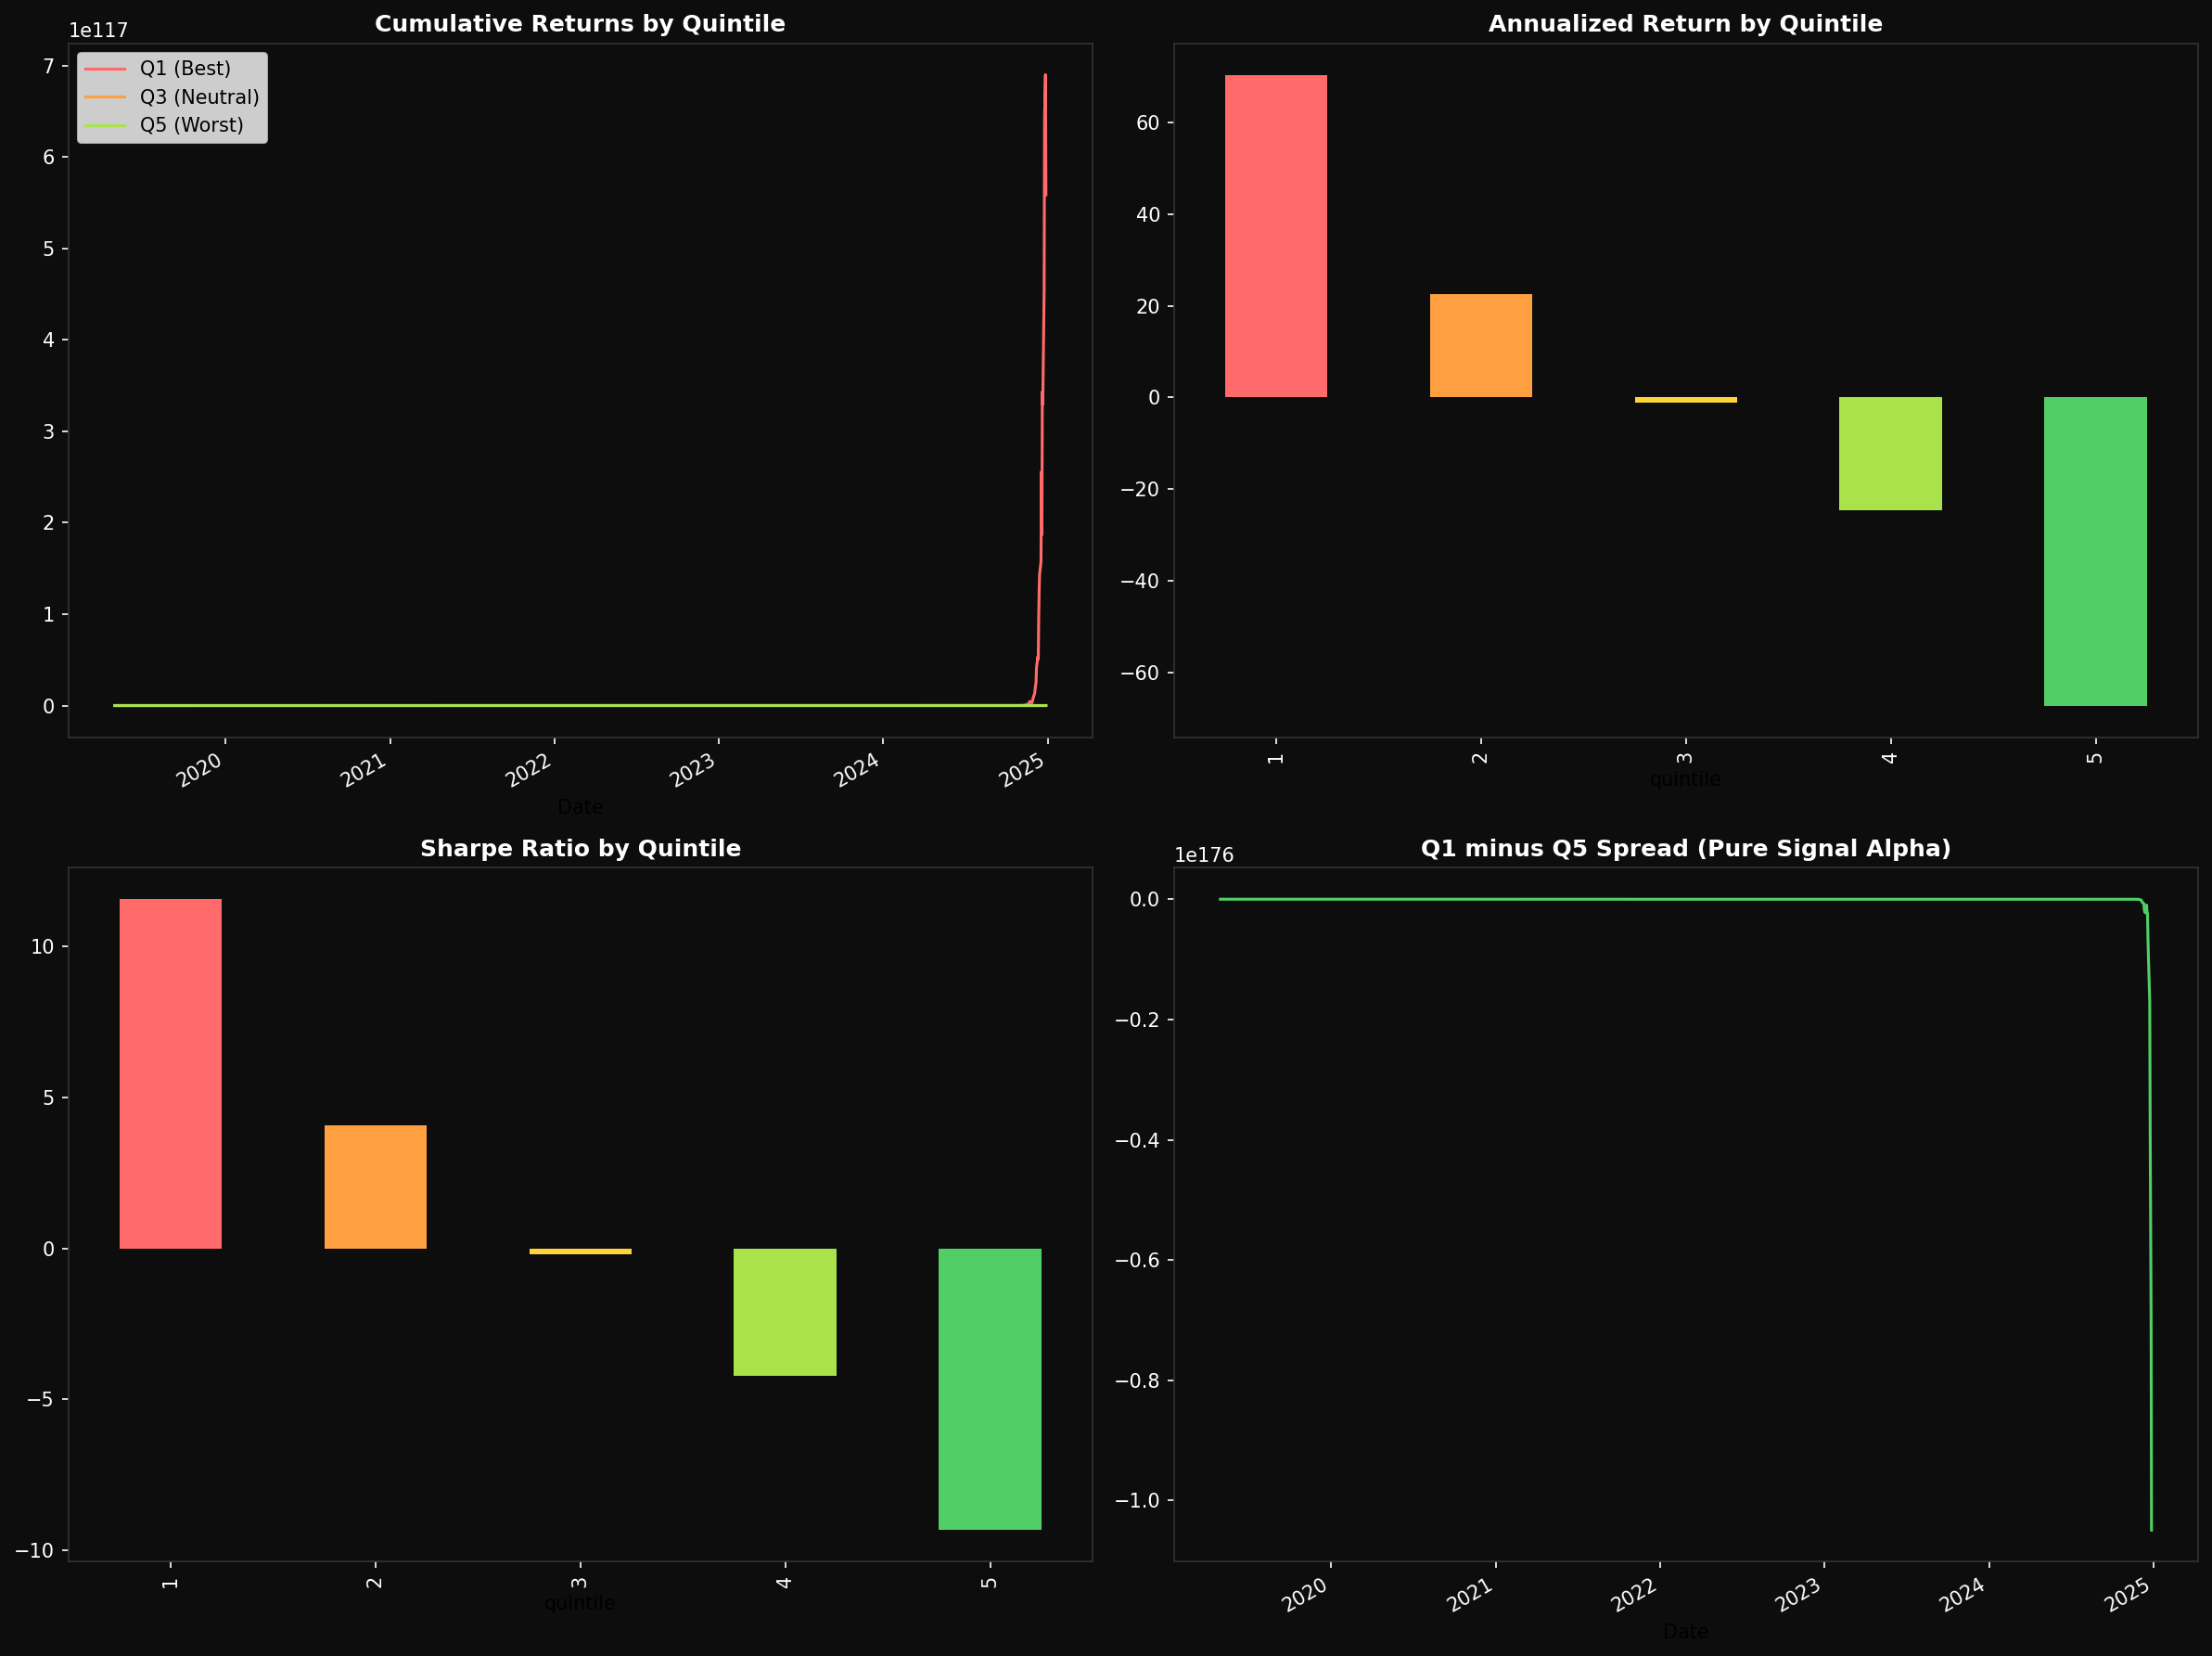 Cumulative Returns by Quintile
1e117
Q1 (Best)
Q3 (Neutral)
Q5 (Worst)
7
6
5
4
3
2
1
0
2020 2021 2022 2023 2024 2025
Date
Annualized Return by Quintile
60
40
20
0
−20
−40
−60
1 2 3 4 5
quintile
Sharpe Ratio by Quintile
10
5
0
−5
−10
1 2 3 4 5
quintile
Q1 minus Q5 Spread (Pure Signal Alpha)
1e176
0.0
−0.2
−0.4
−0.6
−0.8
−1.0
2020 2021 2022 2023 2024 2025
Date